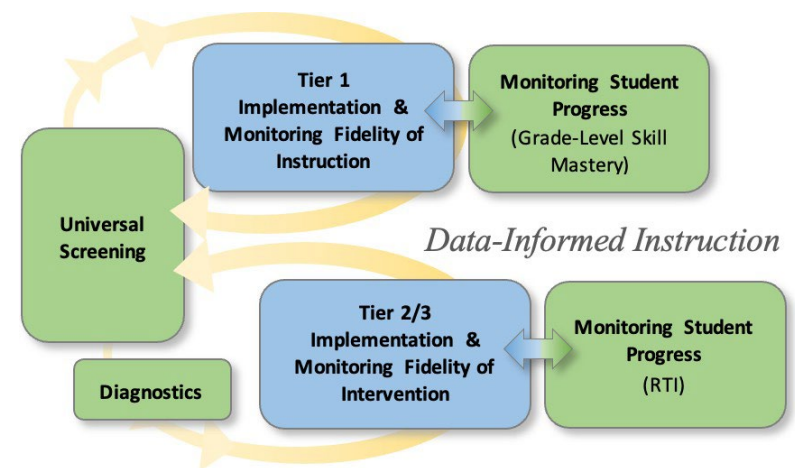 Tier 1
Implementation &
Monitoring Fidelity of
Instruction
Monitoring Student
Progress
(Grade-Level Skill
Mastery)
Universal
Screening
Data-Informed Instruction
Tier 2/3
Implementation &
Monitoring Fidelity of
Intervention
Monitoring Student
Progress
(RTI)
Diagnostics